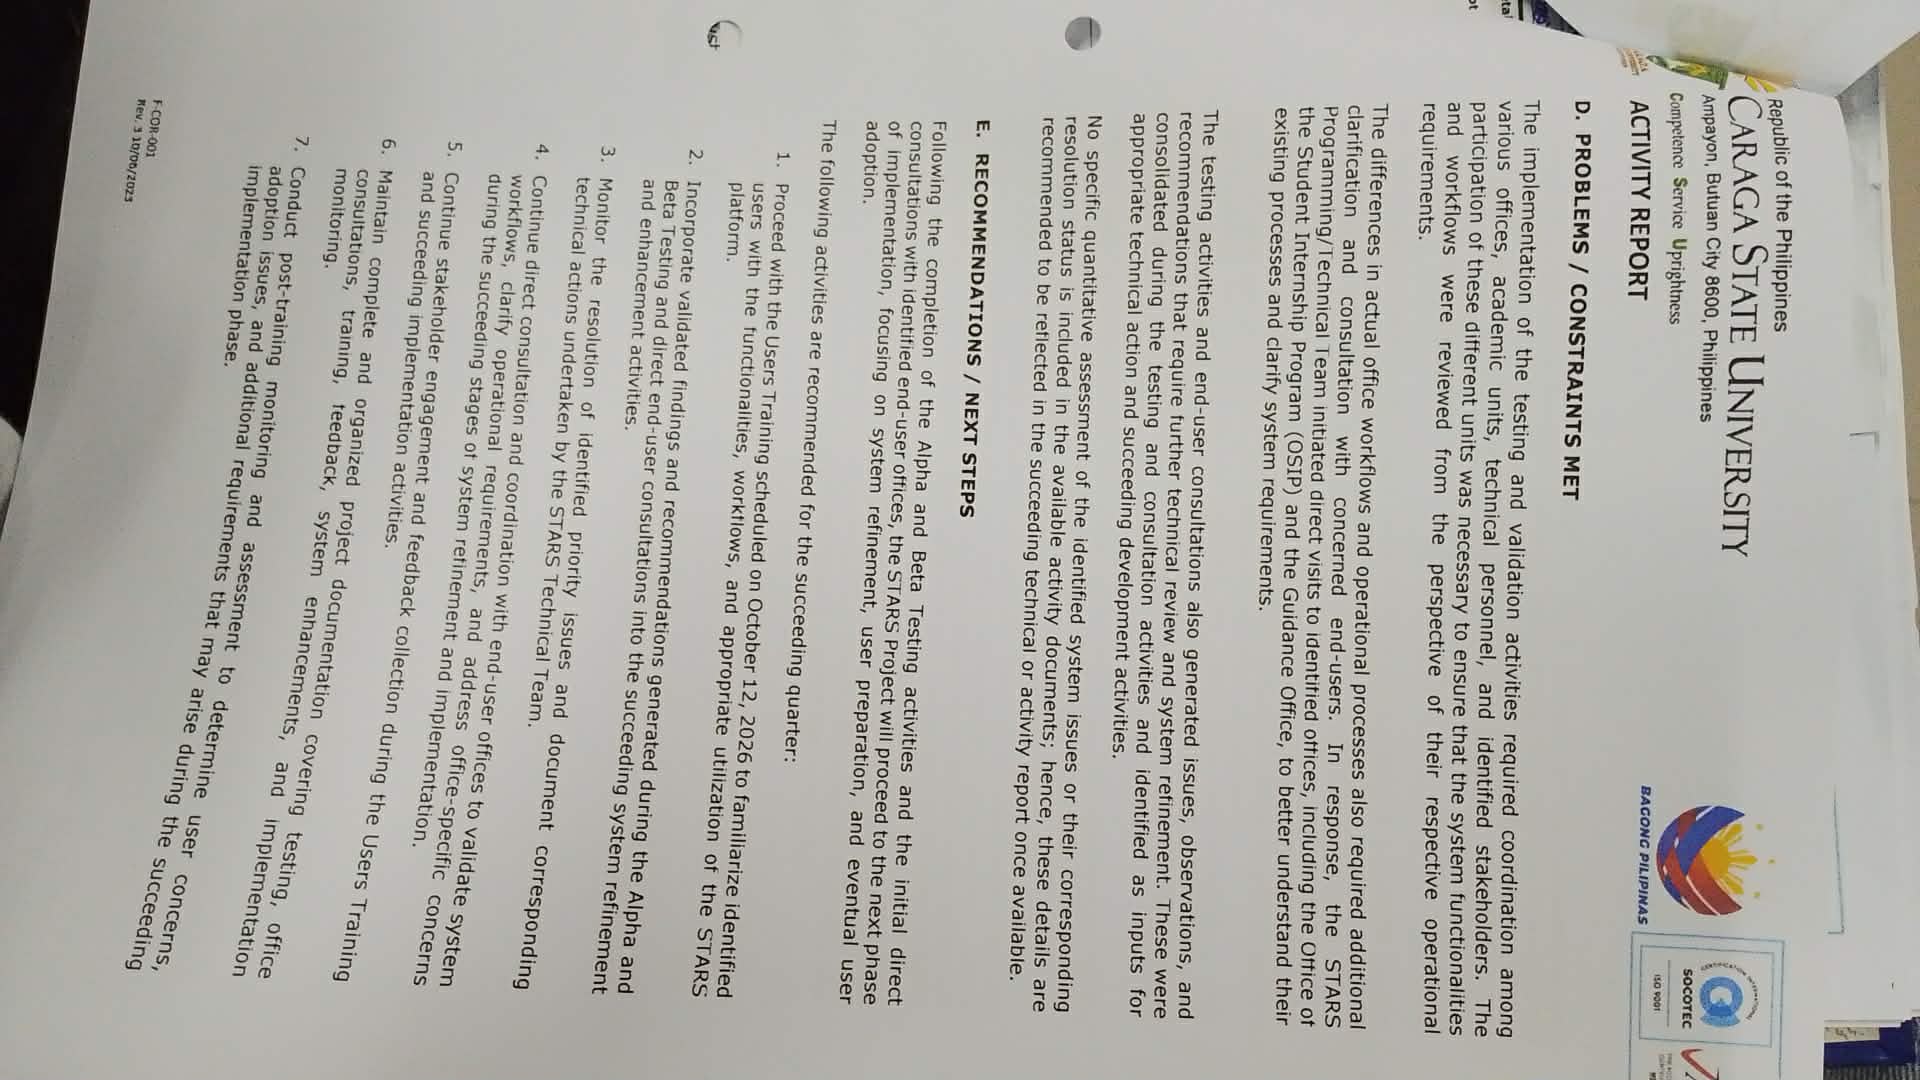 Republic of the Philippines
CARAGA STATE UNIVERSITY
Ampayon, Butuan City 8600, Philippines
Competence Service Uprightness
BAGONG PILIPINAS
SOCOTEC
ISO 9001
ACTIVITY REPORT
D. PROBLEMS / CONSTRAINTS MET
The implementation of the testing and validation activities required coordination among
various offices, academic units, technical personnel, and identified stakeholders. The
participation of these different units was necessary to ensure that the system functionalities
and workflows were reviewed from the perspective of their respective operational
requirements.
The differences in actual office workflows and operational processes also required additional
clarification and consultation with concerned end-users. In response, the STARS
Programming/Technical Team initiated direct visits to identified offices, including the Office of
the Student Internship Program (OSIP) and the Guidance Office, to better understand their
existing processes and clarify system requirements.
The testing activities and end-user consultations also generated issues, observations, and
recommendations that require further technical review and system refinement. These were
consolidated during the testing and consultation activities and identified as inputs for
appropriate technical action and succeeding development activities.
No specific quantitative assessment of the identified system issues or their corresponding
resolution status is included in the available activity documents; hence, these details are
recommended to be reflected in the succeeding technical or activity report once available.
E. RECOMMENDATIONS / NEXT STEPS
Following the completion of the Alpha and Beta Testing activities and the initial direct
consultations with identified end-user offices, the STARS Project will proceed to the next phase
of implementation, focusing on system refinement, user preparation, and eventual user
adoption.
The following activities are recommended for the succeeding quarter:
1. Proceed with the Users Training scheduled on October 12, 2026 to familiarize identified
users with the functionalities, workflows, and appropriate utilization of the STARS
platform.
2. Incorporate validated findings and recommendations generated during the Alpha and
Beta Testing and direct end-user consultations into the succeeding system refinement
and enhancement activities.
3. Monitor the resolution of identified priority issues and document corresponding
technical actions undertaken by the STARS Technical Team.
4. Continue direct consultation and coordination with end-user offices to validate system
workflows, clarify operational requirements, and address office-specific concerns
during the succeeding stages of system refinement and implementation.
5. Continue stakeholder engagement and feedback collection during the Users Training
and succeeding implementation activities.
6. Maintain complete and organized project documentation covering testing, office
consultations, training, feedback, system enhancements, and implementation
monitoring.
7. Conduct post-training monitoring and assessment to determine user concerns,
adoption issues, and additional requirements that may arise during the succeeding
implementation phase.
F-COR-001
Rev. 3 10/06/2023